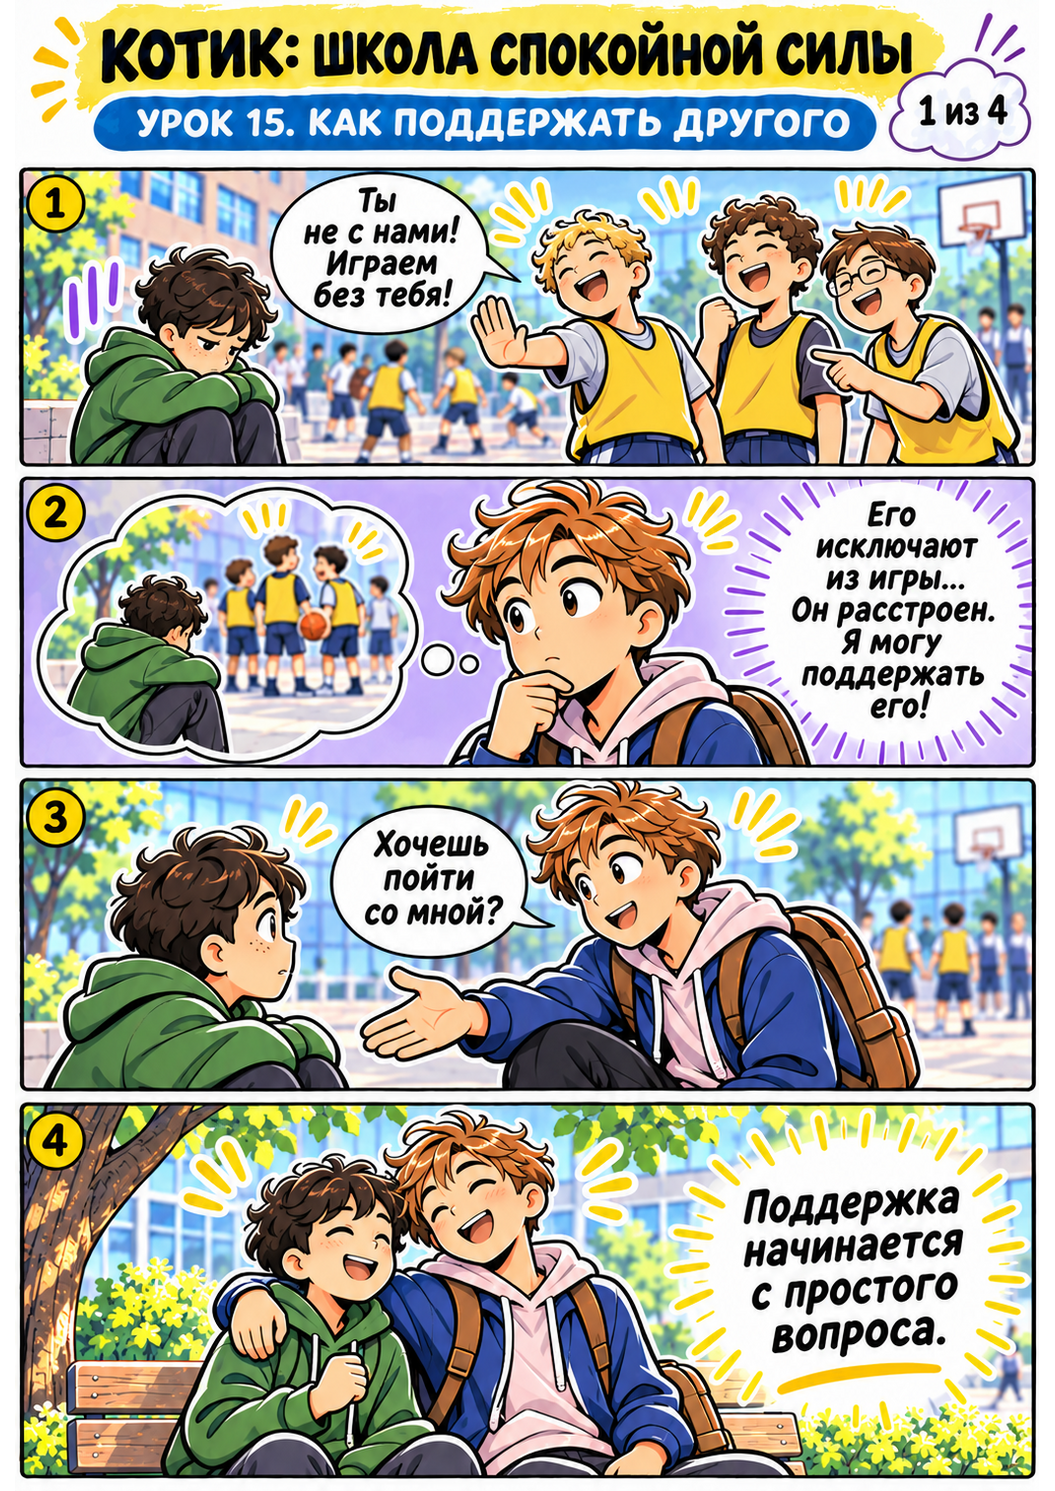 КОТИК: ШКОЛА СПОКОЙНОЙ СИЛЫ
УРОК 15. КАК ПОДДЕРЖАТЬ ДРУГОГО
1 из 4
1
Ты
не с нами!
Играем
без тебя!
2
Его
исключают
из игры...
Он расстроен.
Я могу
поддержать
его!
3
Хочешь
пойти
со мной?
4
Поддержка
начинается
с простого
вопроса.